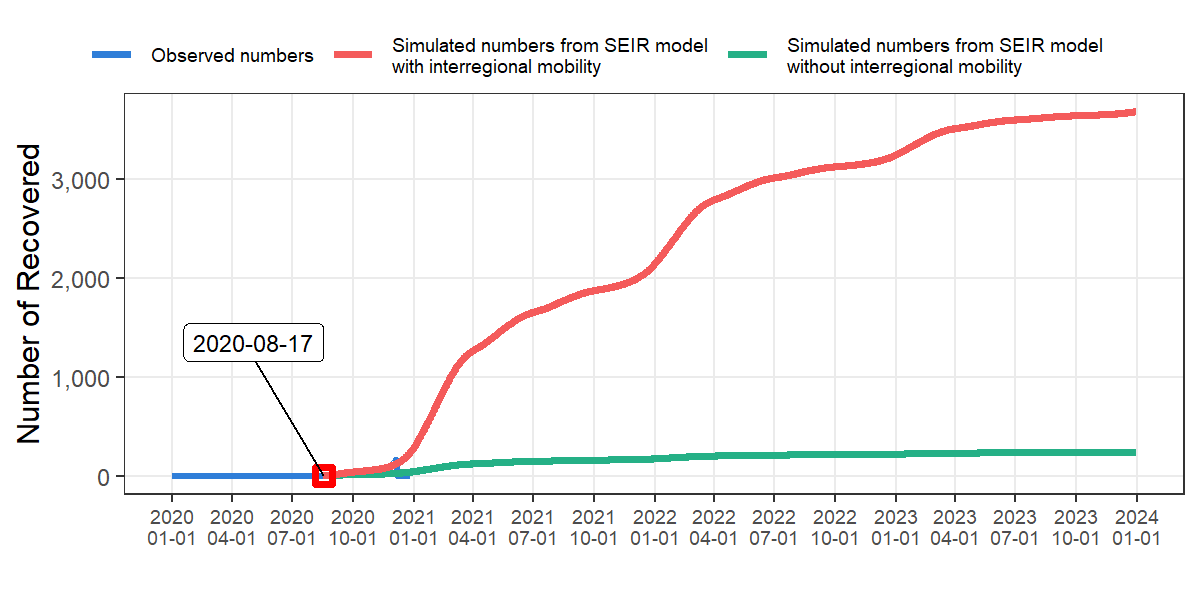 Observed numbers
Simulated numbers from SEIR model
with interregional mobility
Simulated numbers from SEIR model
without interregional mobility
Number of Recovered
3,000
2,000
1,000
0
2020-08-17
2020 2020 2020 2020 2021 2021 2021 2021 2022 2022 2022 2022 2023 2023 2023 2023 2024
01-01 04-01 07-01 10-01 01-01 04-01 07-01 10-01 01-01 04-01 07-01 10-01 01-01 04-01 07-01 10-01 01-01